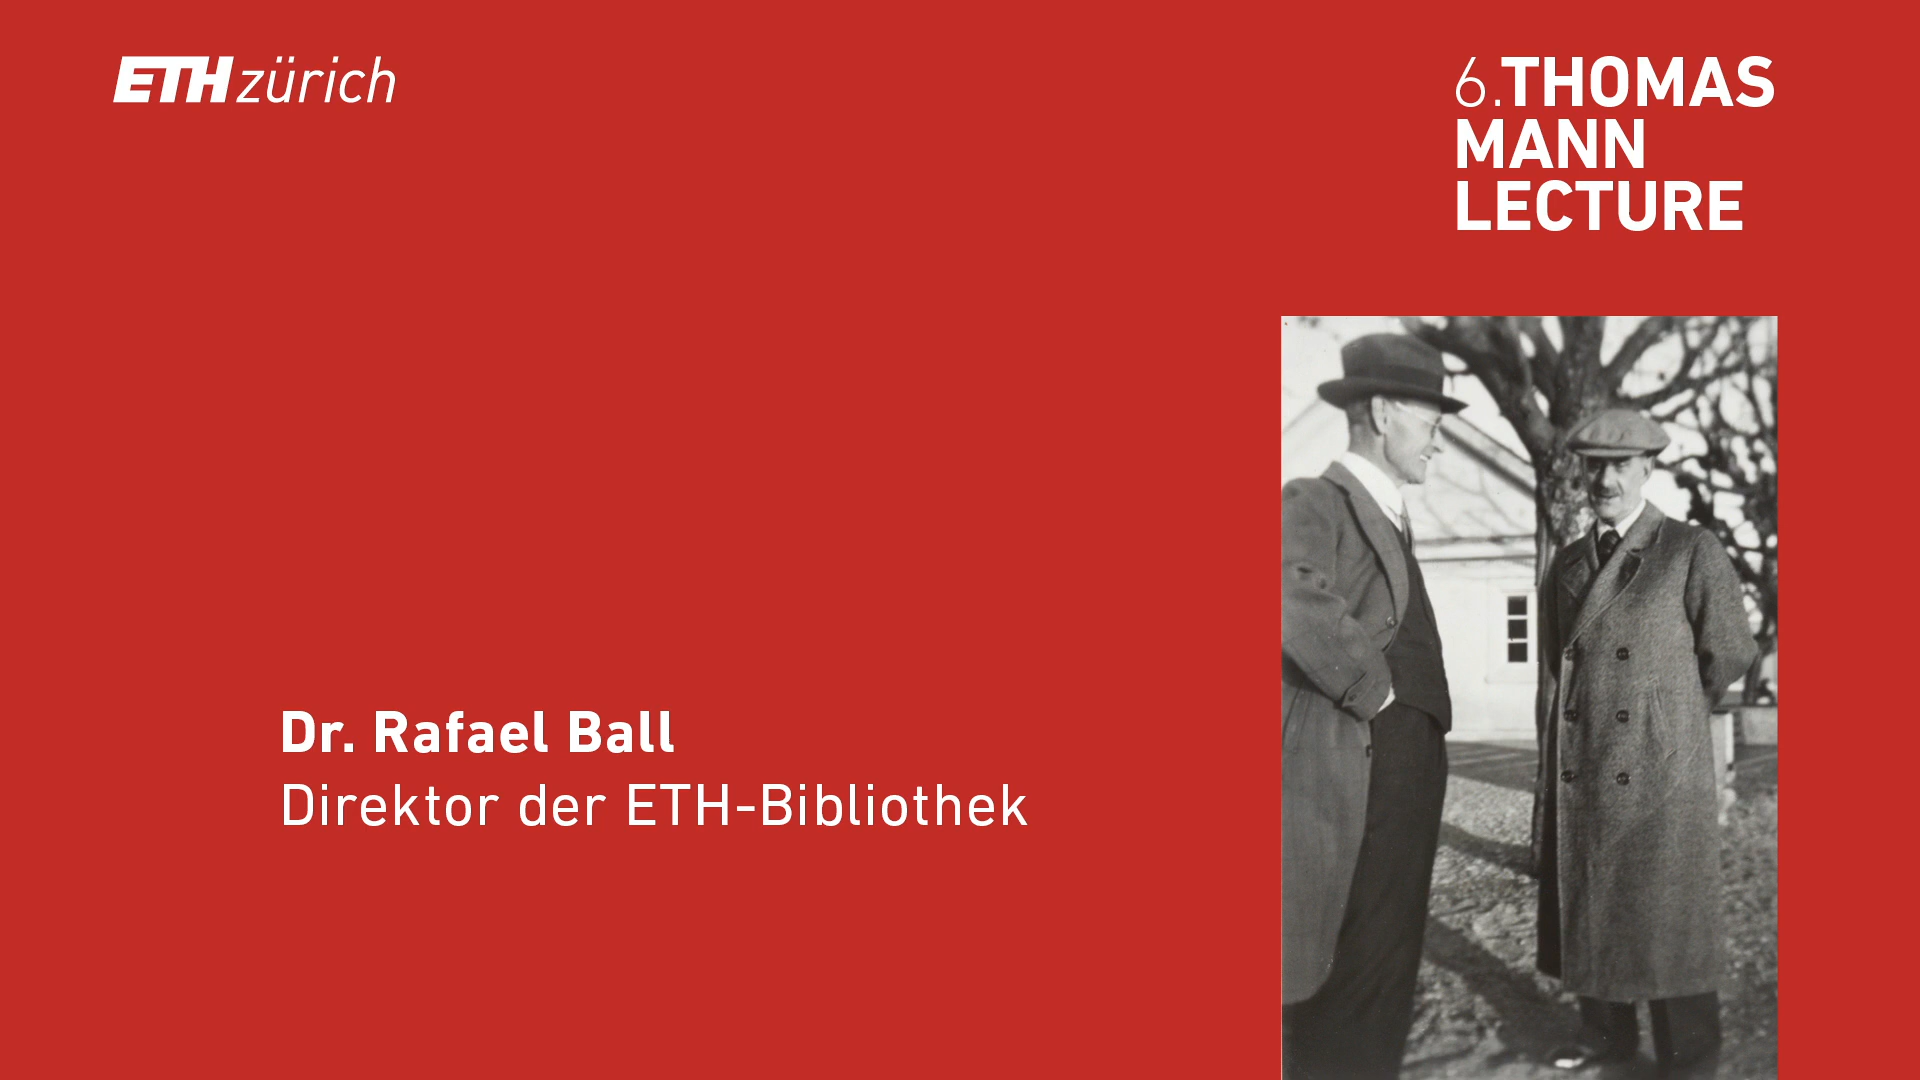 ETH zürich
6.THOMAS
MANN
LECTURE
Dr. Rafael Ball
Direktor der ETH-Bibliothek